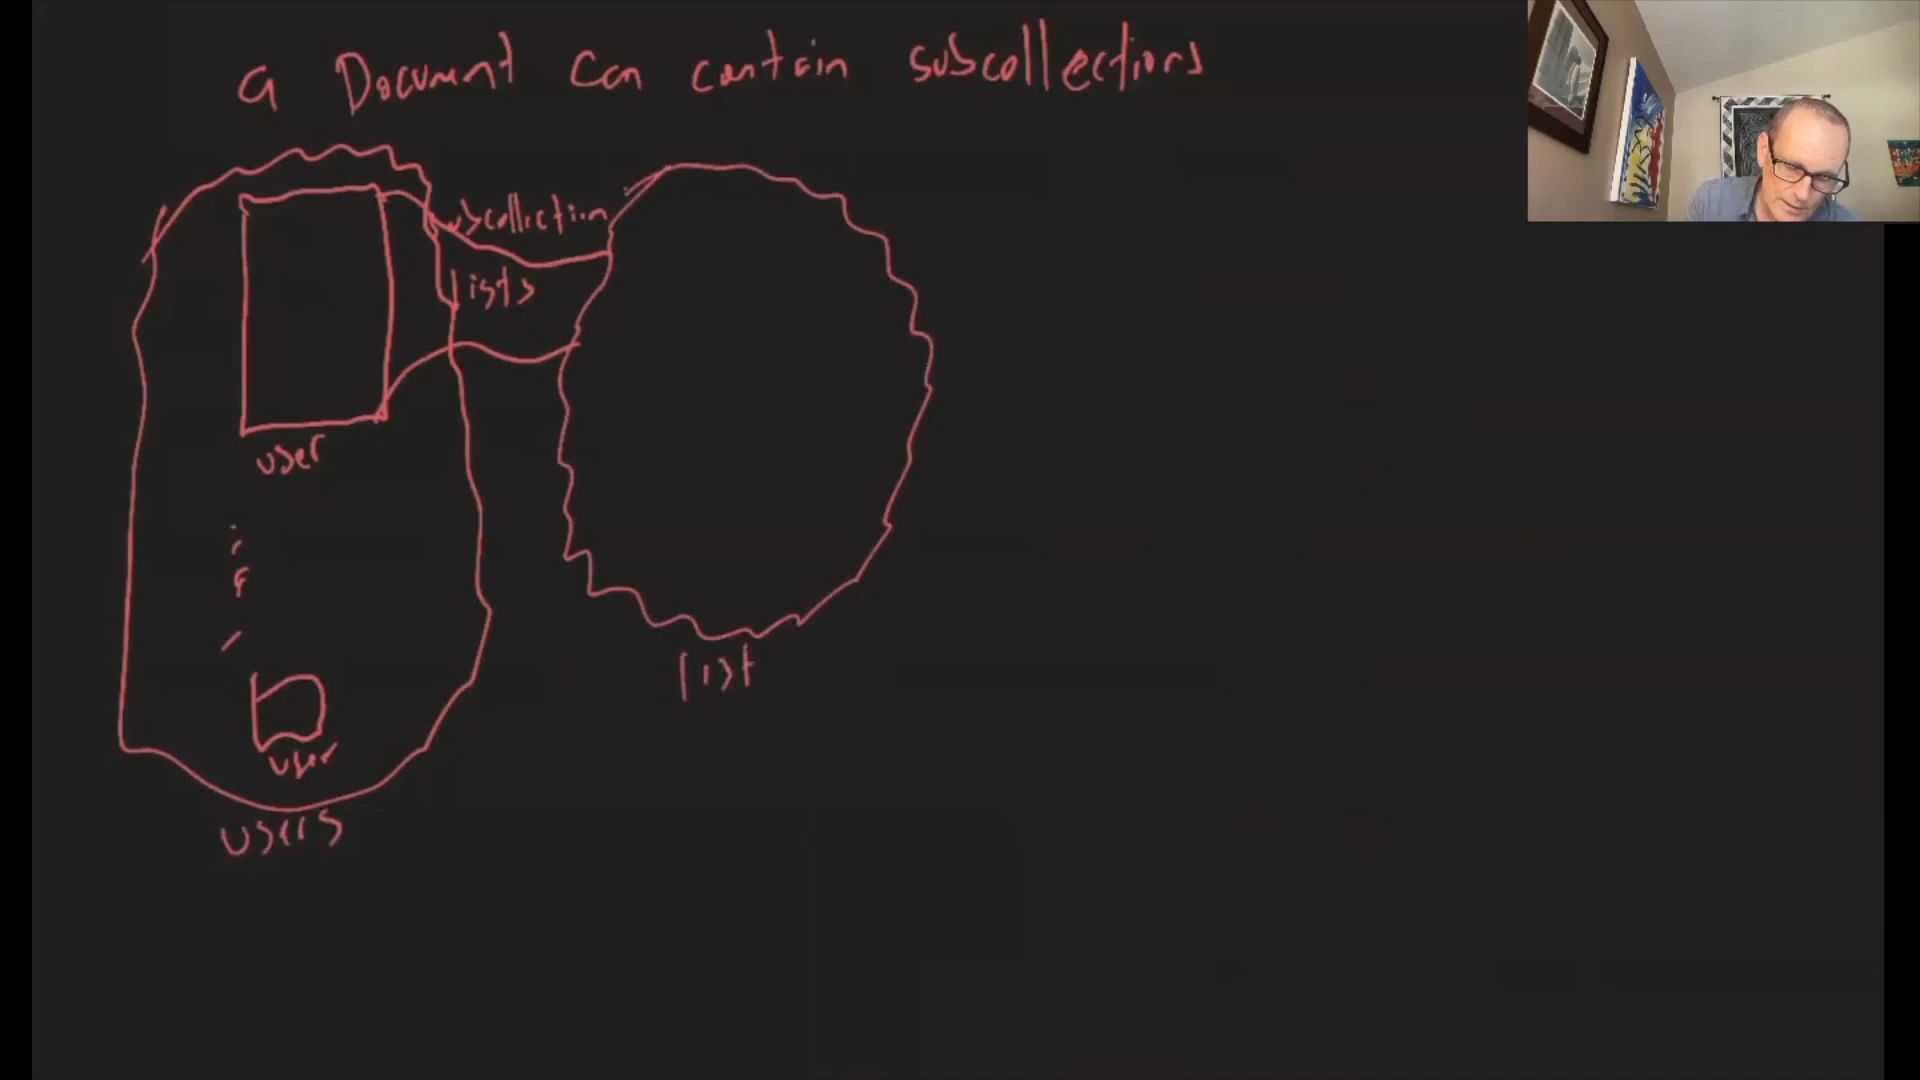 a Document can contain subcollections
subcollection
lists
user
user
users
list